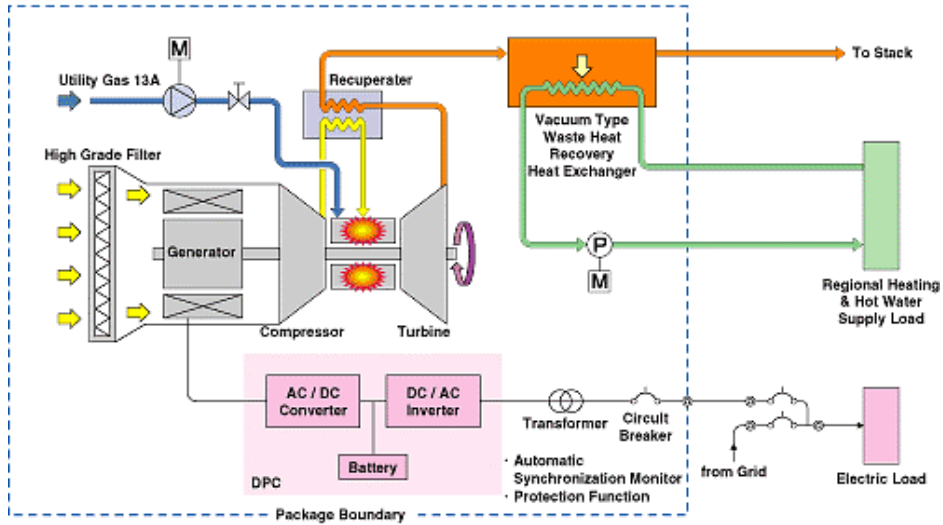 M
Utility Gas 13A
Recuperater
To Stack
Vacuum Type
Waste Heat
Recovery
Heat Exchanger
High Grade Filter
Generator
P
M
Regional Heating
& Hot Water
Supply Load
Compressor
Turbine
AC / DC
Converter
DC / AC
Inverter
Transformer
Circuit
Breaker
Battery
DPC
· Automatic
Synchronization Monitor
· Protection Function
from Grid
Electric Load
Package Boundary